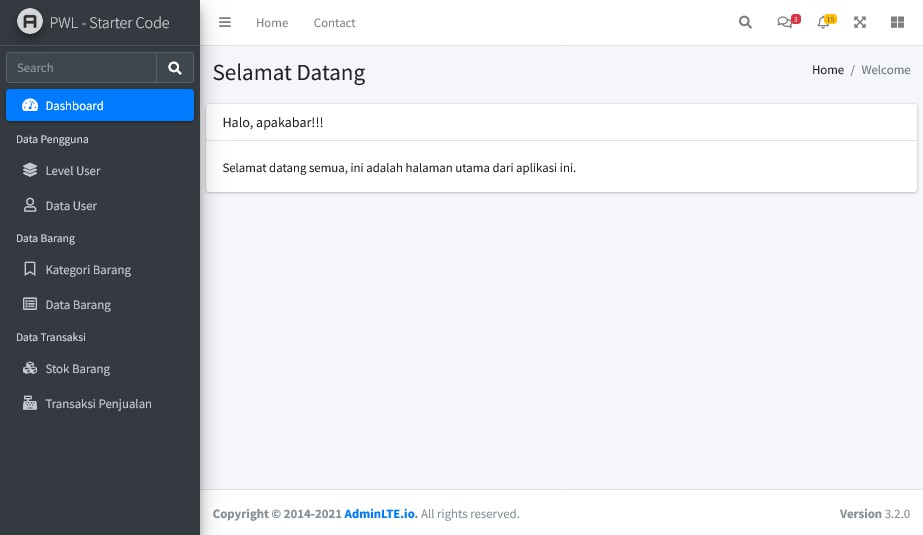 PWL - Starter Code
Home
Contact
3
15
Search
Selamat Datang
Home / Welcome
Dashboard
Data Pengguna
Level User
Data User
Data Barang
Kategori Barang
Data Barang
Data Transaksi
Stok Barang
Transaksi Penjualan
Halo, apakabar!!!
Selamat datang semua, ini adalah halaman utama dari aplikasi ini.
Copyright © 2014-2021 AdminLTE.io. All rights reserved.
Version 3.2.0